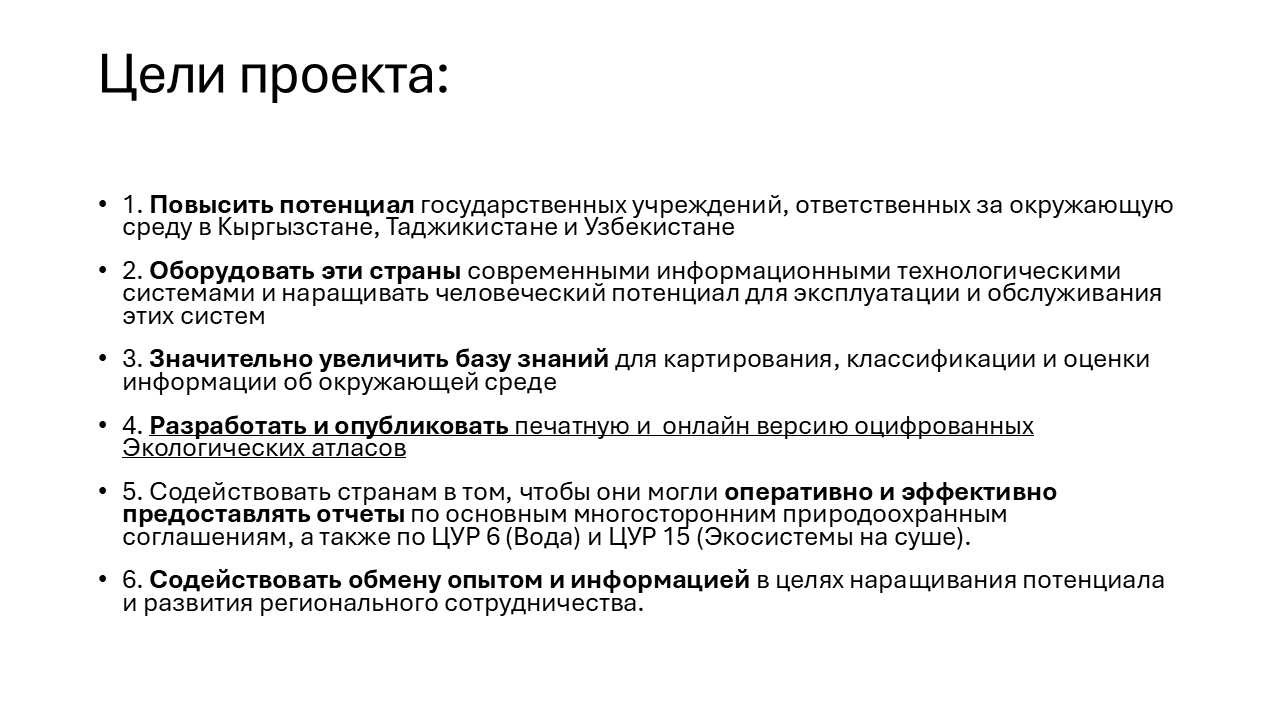 Цели проекта:
• 1. Повысить потенциал государственных учреждений, ответственных за окружающую
среду в Кыргызстане, Таджикистане и Узбекистане
• 2. Оборудовать эти страны современными информационными технологическими
системами и наращивать человеческий потенциал для эксплуатации и обслуживания
этих систем
• 3. Значительно увеличить базу знаний для картирования, классификации и оценки
информации об окружающей среде
• 4. Разработать и опубликовать печатную и  онлайн версию оцифрованных
Экологических атласов
• 5. Содействовать странам в том, чтобы они могли оперативно и эффективно
предоставлять отчеты по основным многосторонним природоохранным
соглашениям, а также по ЦУР 6 (Вода) и ЦУР 15 (Экосистемы на суше).
• 6. Содействовать обмену опытом и информацией в целях наращивания потенциала
и развития регионального сотрудничества.